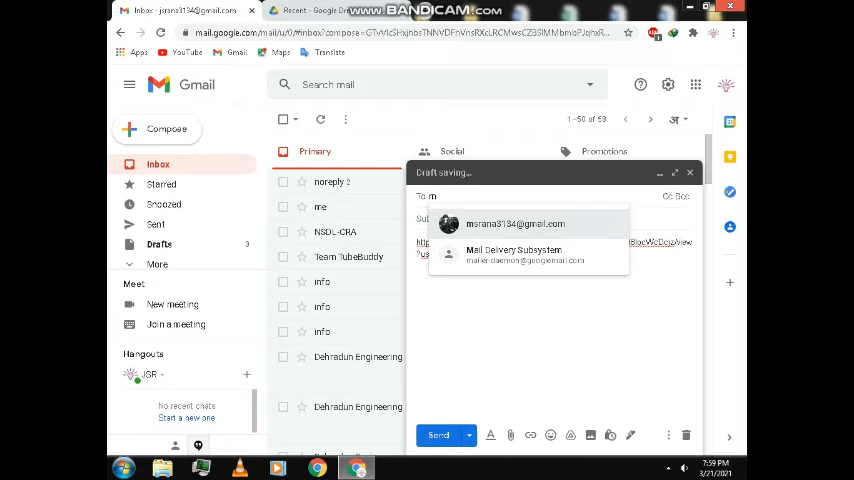 Inbox - jsrana3134@gmail.com
Recent - Google Dri
www.BANDICAM.com
mail.google.com/mail/u/0/#inbox?compose=
Apps YouTube Gmail Maps Translate
Gmail
Search mail
Compose
1–50 of 58
अ
Primary
Social
Promotions
Inbox
Starred
Snoozed
Sent
Drafts 3
More
Meet
New meeting
Join a meeting
Hangouts
JSR
No recent chats
Start a new one
noreply 2
me
NSDL-CRA
Team TubeBuddy
info
info
info
Dehradun Engineering
Dehradun Engineering
Draft saving...
To m
Cc Bcc
Sub
msrana3134@gmail.com
Mail Delivery Subsystem
mailer-daemon@googlemail.com
Send
7:59 PM
3/21/2021